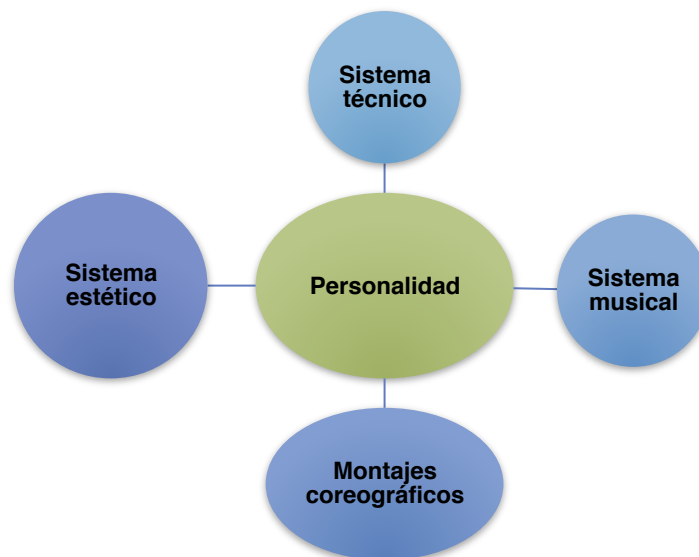 Sistema
técnico
Sistema
estético
Personalidad
Sistema
musical
Montajes
coreográficos